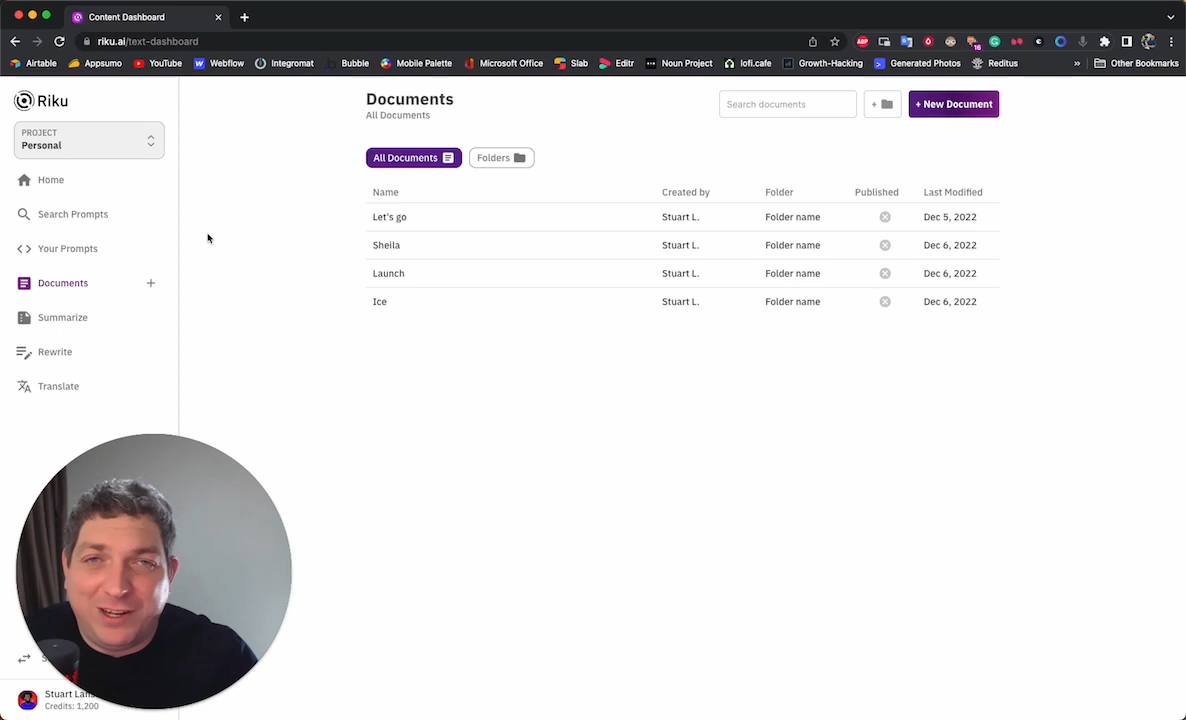 Content Dashboard
riku.ai/text-dashboard
ABP
16
Airtable
Appsumo
YouTube
Webflow
Integromat
Bubble
Mobile Palette
Microsoft Office
Slab
Editr
Noun Project
lofi.cafe
Growth-Hacking
Generated Photos
Reditus
»
Other Bookmarks
Riku
PROJECT
Personal
Home
Search Prompts
Your Prompts
Documents +
Summarize
Rewrite
Translate
Stuart
Credits: 1,200
Documents
All Documents
Search documents
+
+ New Document
All Documents
Folders
Name Created by Folder Published Last Modified
Let's go Stuart L. Folder name Dec 5, 2022
Sheila Stuart L. Folder name Dec 6, 2022
Launch Stuart L. Folder name Dec 6, 2022
Ice Stuart L. Folder name Dec 6, 2022